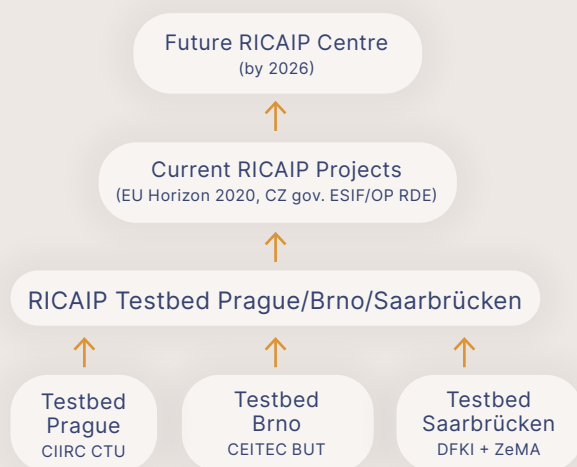 Future RICAIP Centre
(by 2026)
Current RICAIP Projects
(EU Horizon 2020, CZ gov. ESIF/OP RDE)
RICAIP Testbed Prague/Brno/Saarbrücken
Testbed
Prague
CIIRC CTU
Testbed
Brno
CEITEC BUT
Testbed
Saarbrücken
DFKI + ZeMA